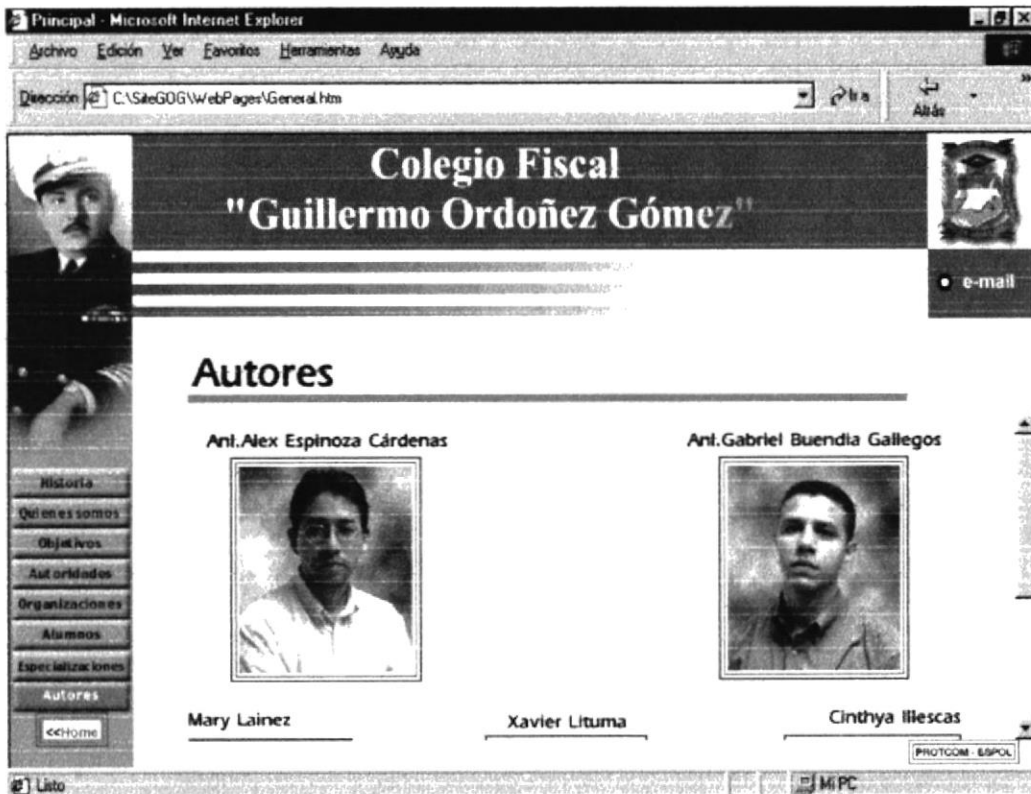 Principal - Microsoft Internet Explorer
Archivo Edición Ver Favoritos Herramientas Ayuda
Dirección C:\SiteGOG\WebPages\General.htm Ir a Atrás
Colegio Fiscal
"Guillermo Ordoñez Gómez"
e-mail
Autores
Anl.Alex Espinoza Cárdenas
Anl.Gabriel Buendia Gallegos
Historia
Quienes somos
Objetivos
Autoridades
Organizaciones
Alumnos
Especializaciones
Autores
<<Home
Mary Lainez
Xavier Lituma
Cinthya Illescas
PROTCOM - ESPOL
Listo
Mi PC